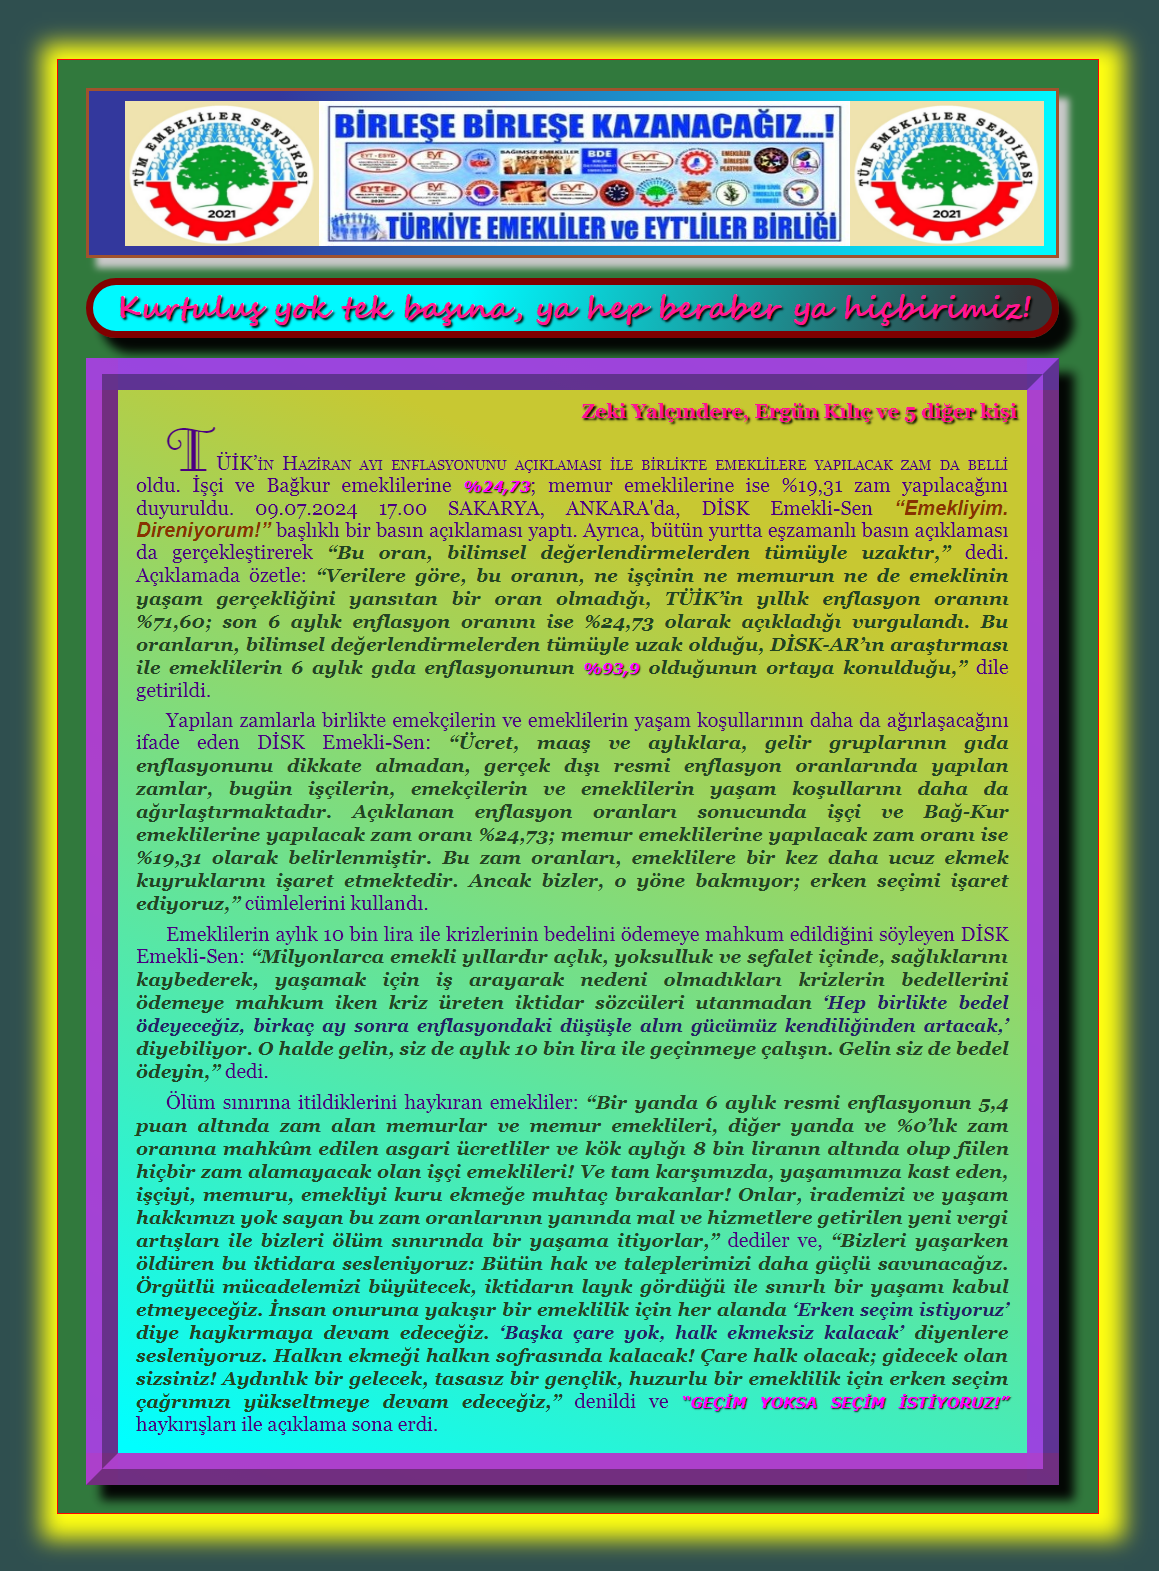 TÜM EMEKLİLER SENDİKASI
2021
BİRLEŞE BİRLEŞE KAZANACAĞIZ...!
EYT - ESYD
EYT
BAĞIMSIZ EMEKLİLER PLATFORMU
BDE
EYT
EMEKLİLER BİRLEŞİN PLATFORMU
EYT-EF
EYT
EYT
TÜRKİYE EMEKLİLER ve EYT'LİLER BİRLİĞİ
TÜM EMEKLİLER SENDİKASI
2021
Kurtuluş yok tek başına, ya hep beraber ya hiçbirimiz!
Zeki Yalçındere, Ergün Kılıç ve 5 diğer kişi
TÜİK’in Haziran ayı enflasyonunu açıklaması ile birlikte emeklilere yapılacak zam da belli
oldu. İşçi ve Bağkur emeklilerine %24,73; memur emeklilerine ise %19,31 zam yapılacağını
duyuruldu. 09.07.2024 17.00 SAKARYA, ANKARA'da, DİSK Emekli-Sen “Emekliyim.
Direniyorum!” başlıklı bir basın açıklaması yaptı. Ayrıca, bütün yurtta eşzamanlı basın açıklaması
da gerçekleştirerek “Bu oran, bilimsel değerlendirmelerden tümüyle uzaktır,” dedi.
Açıklamada özetle: “Verilere göre, bu oranın, ne işçinin ne memurun ne de emeklinin
yaşam gerçekliğini yansıtan bir oran olmadığı, TÜİK’in yıllık enflasyon oranını
%71,60; son 6 aylık enflasyon oranını ise %24,73 olarak açıkladığı vurgulandı. Bu
oranların, bilimsel değerlendirmelerden tümüyle uzak olduğu, DİSK-AR’ın araştırması
ile emeklilerin 6 aylık gıda enflasyonunun %93,9 olduğunun ortaya konulduğu,” dile
getirildi.
Yapılan zamlarla birlikte emekçilerin ve emeklilerin yaşam koşullarının daha da ağırlaşacağını
ifade eden DİSK Emekli-Sen: “Ücret, maaş ve aylıklara, gelir gruplarının gıda
enflasyonunu dikkate almadan, gerçek dışı resmi enflasyon oranlarında yapılan
zamlar, bugün işçilerin, emekçilerin ve emeklilerin yaşam koşullarını daha da
ağırlaştırmaktadır. Açıklanan enflasyon oranları sonucunda işçi ve Bağ-Kur
emeklilerine yapılacak zam oranı %24,73; memur emeklilerine yapılacak zam oranı ise
%19,31 olarak belirlenmiştir. Bu zam oranları, emeklilere bir kez daha ucuz ekmek
kuyruklarını işaret etmektedir. Ancak bizler, o yöne bakmıyor; erken seçimi işaret
ediyoruz,” cümlelerini kullandı.
Emeklilerin aylık 10 bin lira ile krizlerinin bedelini ödemeye mahkum edildiğini söyleyen DİSK
Emekli-Sen: “Milyonlarca emekli yıllardır açlık, yoksulluk ve sefalet içinde, sağlıklarını
kaybederek, yaşamak için iş arayarak nedeni olmadıkları krizlerin bedellerini
ödemeye mahkum iken kriz üreten iktidar sözcüleri utanmadan ‘Hep birlikte bedel
ödeyeceğiz, birkaç ay sonra enflasyondaki düşüşle alım gücümüz kendiliğinden artacak,’
diyebiliyor. O halde gelin, siz de aylık 10 bin lira ile geçinmeye çalışın. Gelin siz de bedel
ödeyin,” dedi.
Ölüm sınırına itildiklerini haykıran emekliler: “Bir yanda 6 aylık resmi enflasyonun 5,4
puan altında zam alan memurlar ve memur emeklileri, diğer yanda ve %0’lık zam
oranına mahkûm edilen asgari ücretliler ve kök aylığı 8 bin liranın altında olup fiilen
hiçbir zam alamayacak olan işçi emeklileri! Ve tam karşımızda, yaşamımıza kast eden,
işçiyi, memuru, emekliyi kuru ekmeğe muhtaç bırakanlar! Onlar, irademizi ve yaşam
hakkımızı yok sayan bu zam oranlarının yanında mal ve hizmetlere getirilen yeni vergi
artışları ile bizleri ölüm sınırında bir yaşama itiyorlar,” dediler ve, “Bizleri yaşarken
öldüren bu iktidara sesleniyoruz: Bütün hak ve taleplerimizi daha güçlü savunacağız.
Örgütlü mücadelemizi büyütecek, iktidarın layık gördüğü ile sınırlı bir yaşamı kabul
etmeyeceğiz. İnsan onuruna yakışır bir emeklilik için her alanda ‘Erken seçim istiyoruz’
diye haykırmaya devam edeceğiz. ‘Başka çare yok, halk ekmeksiz kalacak’ diyenlere
sesleniyoruz. Halkın ekmeği halkın sofrasında kalacak! Çare halk olacak; gidecek olan
sizsiniz! Aydınlık bir gelecek, tasasız bir gençlik, huzurlu bir emeklilik için erken seçim
çağrımızı yükseltmeye devam edeceğiz,” denildi ve “GEÇİM YOKSA SEÇİM İSTİYORUZ!”
haykırışları ile açıklama sona erdi.